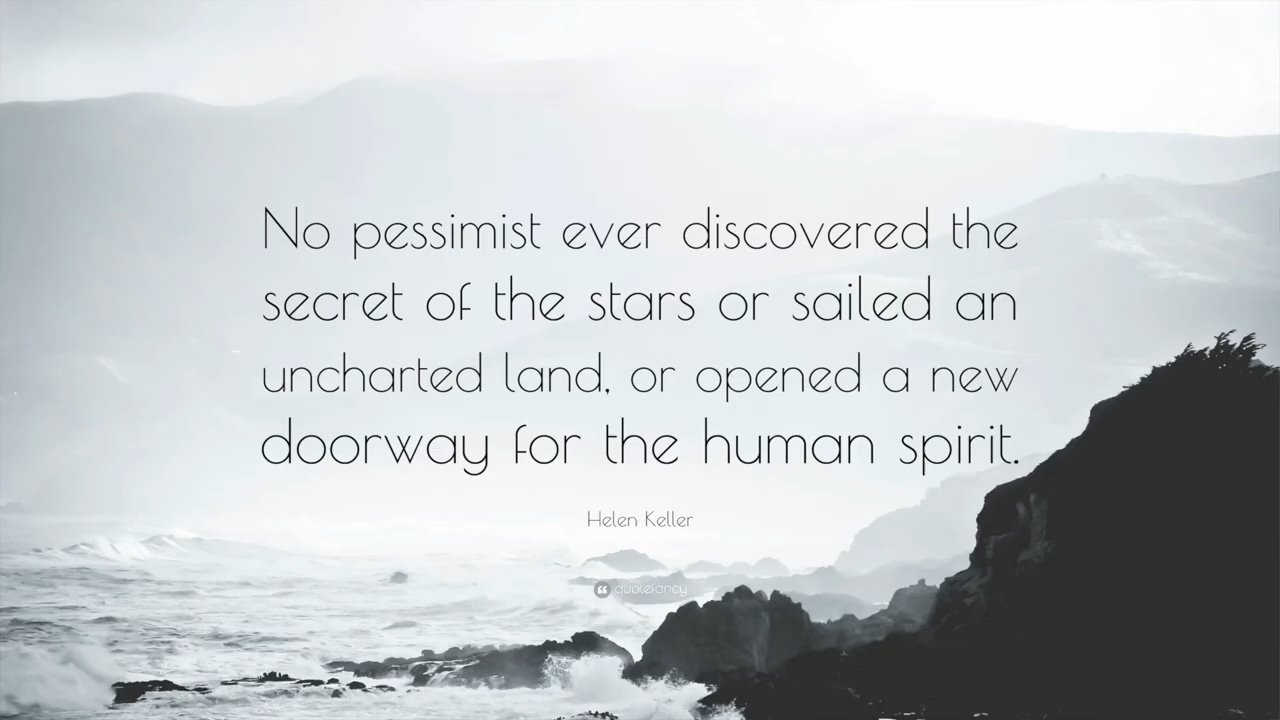 No pessimist ever discovered the
secret of the stars or sailed an
uncharted land, or opened a new
doorway for the human spirit.
Helen Keller
quotefancy